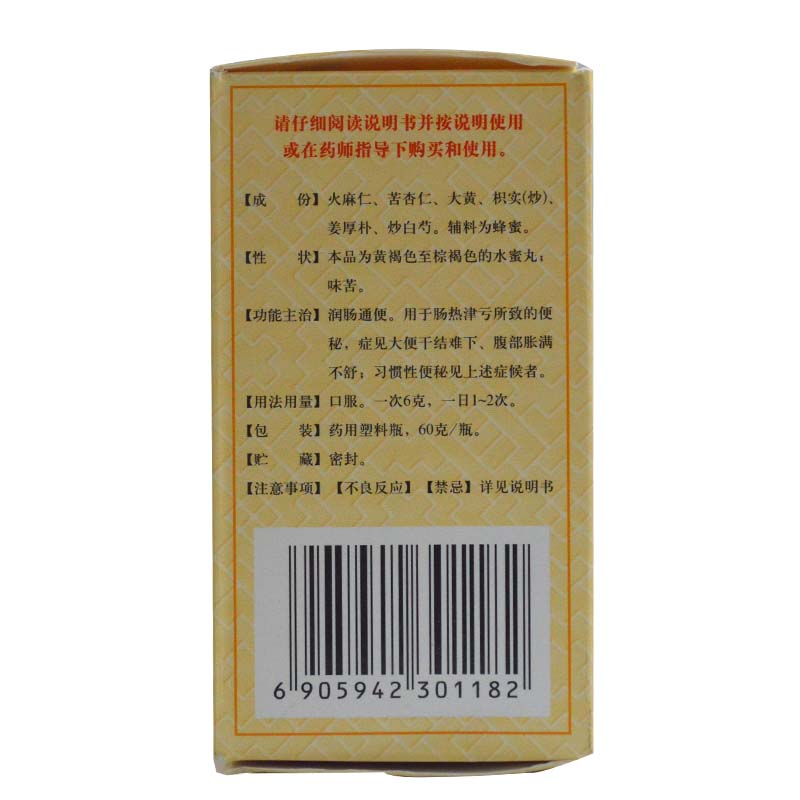 请仔细阅读说明书并按说明使用
或在药师指导下购买和使用。
【成　　份】火麻仁、苦杏仁、大黄、枳实(炒)、
姜厚朴、炒白芍。辅料为蜂蜜。
【性　　状】本品为黄褐色至棕褐色的水蜜丸；
味苦。
【功能主治】润肠通便。用于肠热津亏所致的便
秘，症见大便干结难下、腹部胀满
不舒；习惯性便秘见上述症候者。
【用法用量】口服。一次6克，一日1~2次。
【包　　装】药用塑料瓶，60克/瓶。
【贮　　藏】密封。
【注意事项】【不良反应】【禁忌】详见说明书
6 905942 301182